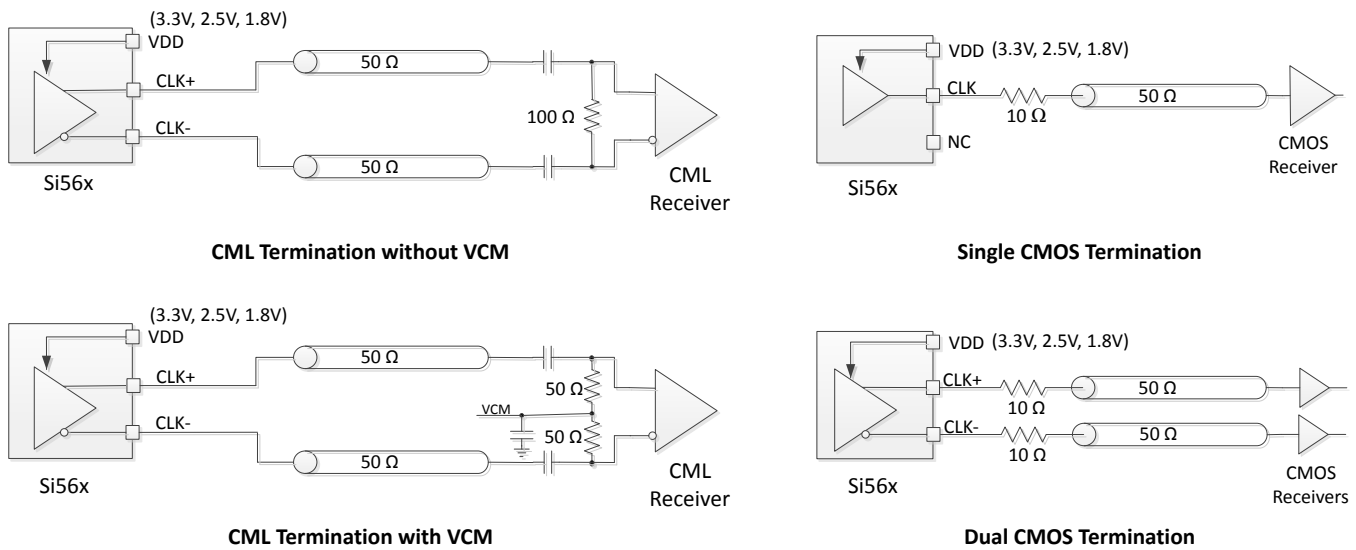 (3.3V, 2.5V, 1.8V)
VDD
CLK+
CLK-
50 Ω
50 Ω
100 Ω
CML
Receiver
Si56x
CML Termination without VCM
VDD (3.3V, 2.5V, 1.8V)
CLK
NC
10 Ω
50 Ω
CMOS
Receiver
Si56x
Single CMOS Termination
(3.3V, 2.5V, 1.8V)
VDD
CLK+
CLK-
50 Ω
50 Ω
VCM
50 Ω
50 Ω
CML
Receiver
Si56x
CML Termination with VCM
VDD (3.3V, 2.5V, 1.8V)
CLK+
CLK-
10 Ω
50 Ω
10 Ω
50 Ω
CMOS
Receivers
Si56x
Dual CMOS Termination